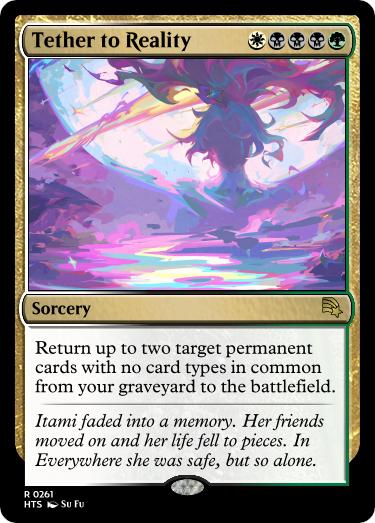 Tether to Reality
Sorcery
Return up to two target permanent
cards with no card types in common
from your graveyard to the battlefield.
Itami faded into a memory. Her friends
moved on and her life fell to pieces. In
Everywhere she was safe, but so alone.
R 0261
HTS Su Fu